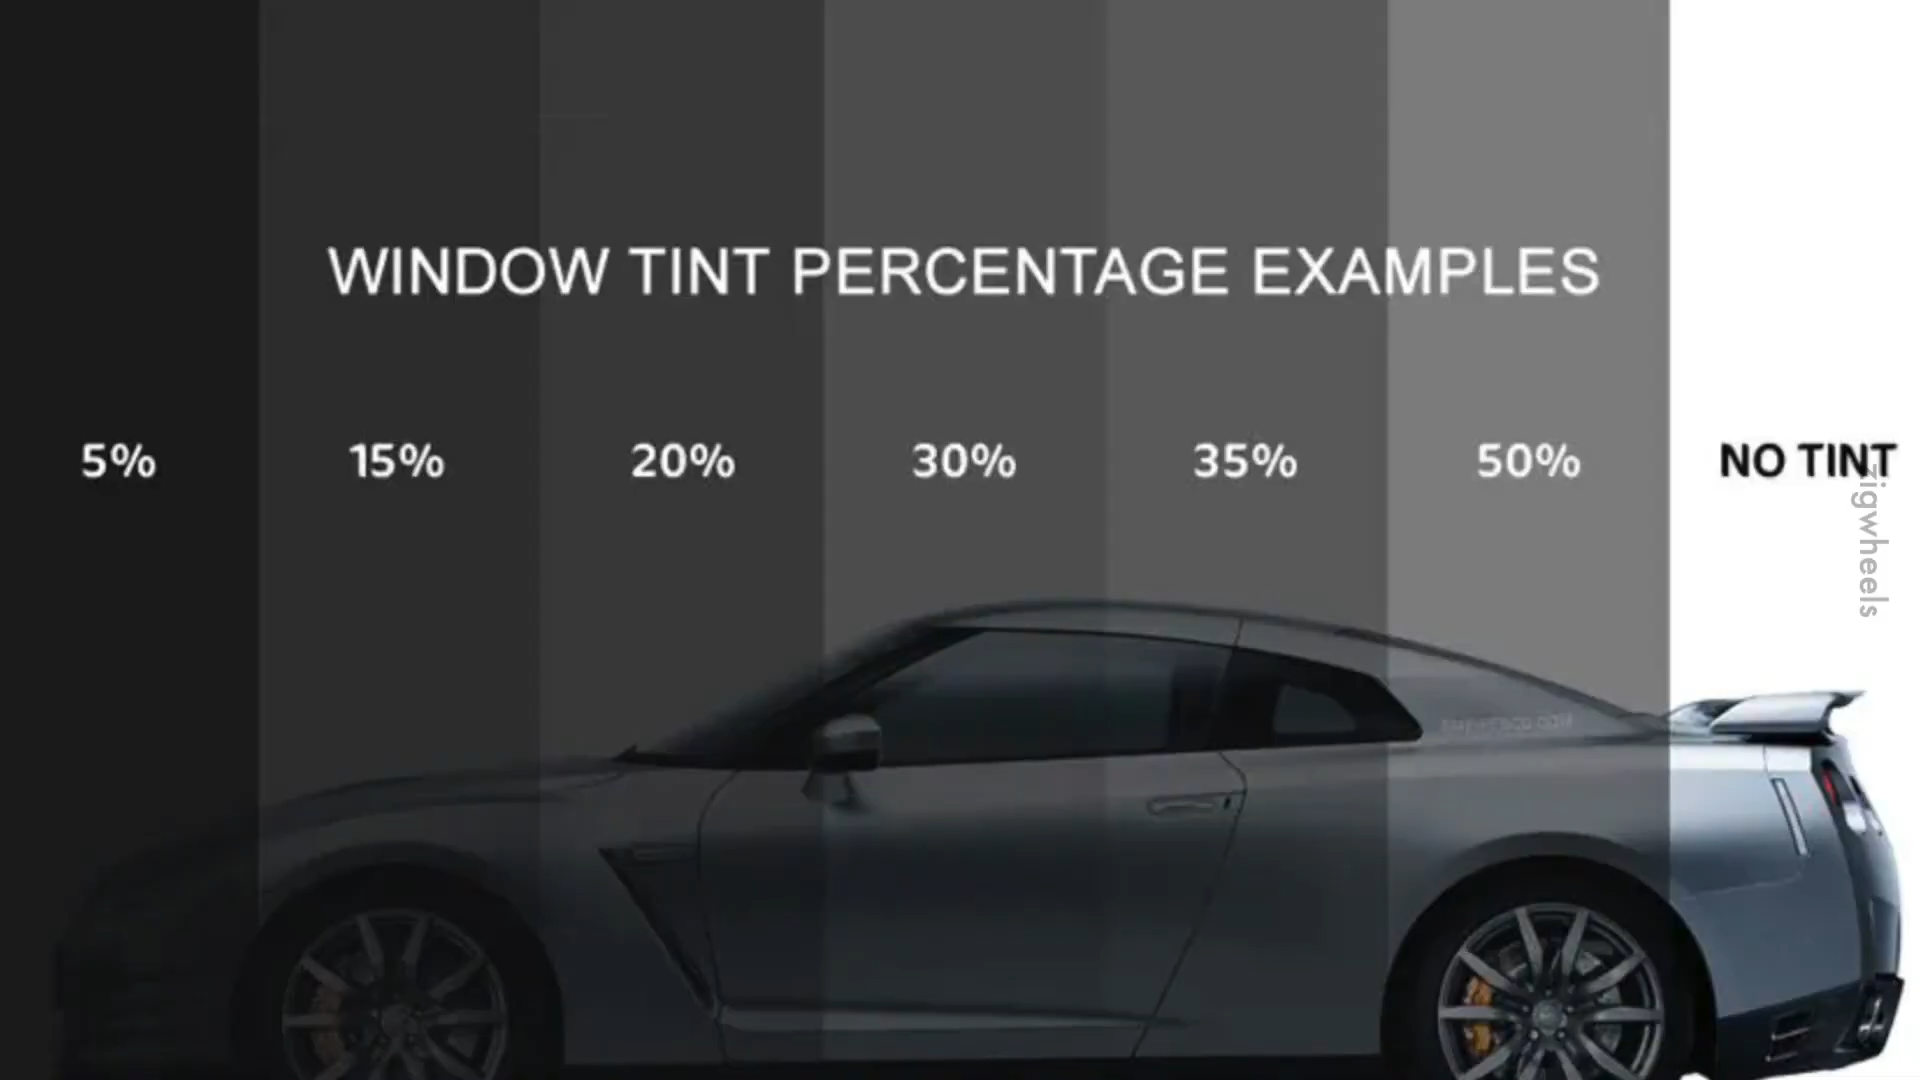 WINDOW TINT PERCENTAGE EXAMPLES
5% 15% 20% 30% 35% 50% NO TINT
zigwheels